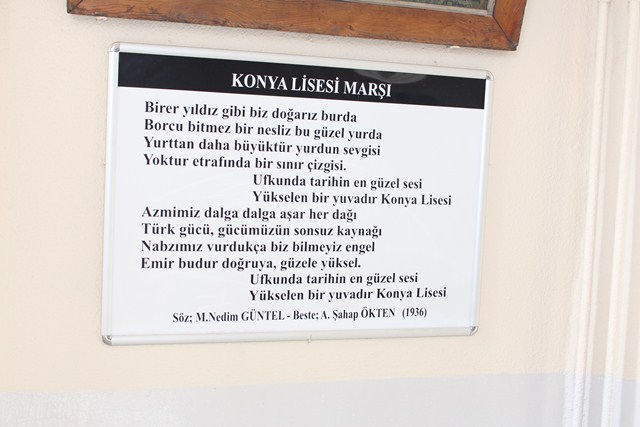 KONYA LİSESİ MARŞI
Birer yıldız gibi biz doğarız burda
Borcu bitmez bir nesliz bu güzel yurda
Yurttan daha büyüktür yurdun sevgisi
Yoktur etrafında bir sınır çizgisi.
Ufkunda tarihin en güzel sesi
Yükselen bir yuvadır Konya Lisesi
Azmimiz dalga dalga aşar her dağı
Türk gücü, gücümüzün sonsuz kaynağı
Nabzımız vurdukça biz bilmeyiz engel
Emir budur doğruya, güzele yüksel.
Ufkunda tarihin en güzel sesi
Yükselen bir yuvadır Konya Lisesi
Söz; M.Nedim GÜNTEL - Beste; A. Şahap ÖKTEN (1936)